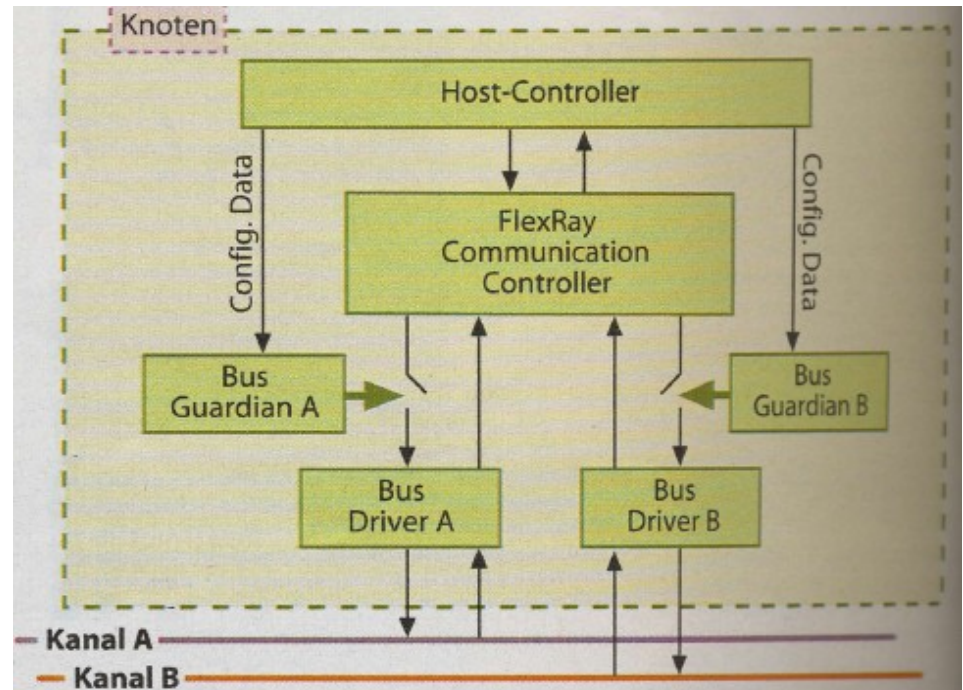 Knoten
Host-Controller
Config. Data
Config. Data
FlexRay
Communication
Controller
Bus
Guardian A
Bus
Guardian B
Bus
Driver A
Bus
Driver B
Kanal A
Kanal B